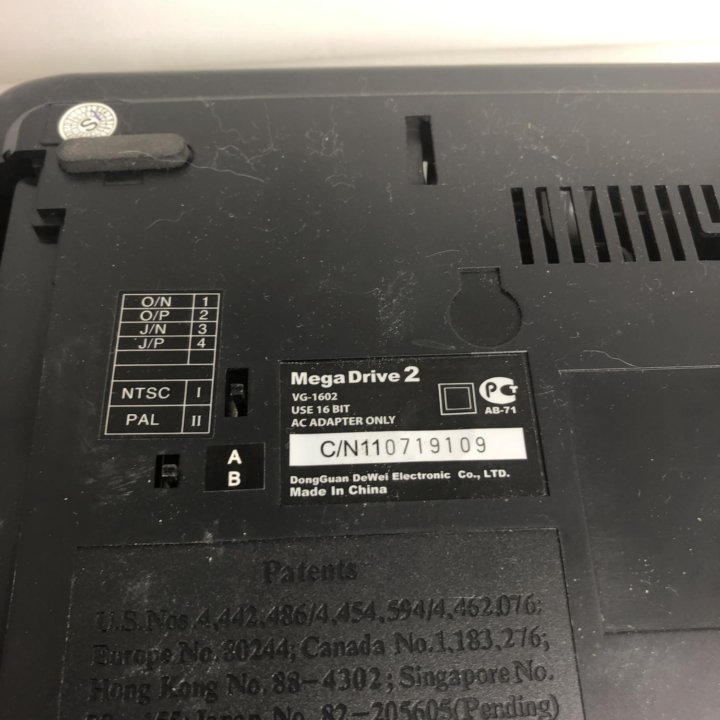 S
O/N 1
O/P 2
J/N 3
J/P 4
NTSC I
PAL II
A
B
Mega Drive 2
VG-1602
USE 16 BIT
AC ADAPTER ONLY
РСТ
АВ-71
C/N110719109
DongGuan DeWei Electronic Co., LTD.
Made In China
Patents
U.S. Nos. 4,442,486/4,454,594/4,462,076;
Europe No. 80244; Canada No. 1,183,276;
Hong Kong No. 88-4302; Singapore No.
155; Japan No. 82-205605(Pending)